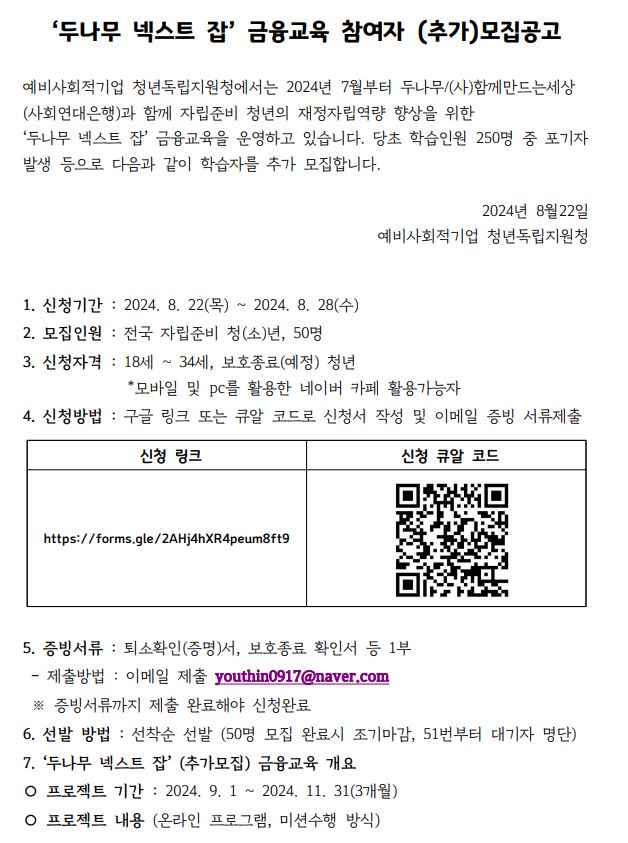 ‘두나무 넥스트 잡’ 금융교육 참여자 (추가)모집공고
예비사회적기업 청년독립지원청에서는 2024년 7월부터 두나무/(사)함께만드는세상
(사회연대은행)과 함께 자립준비 청년의 재정자립역량 향상을 위한
‘두나무 넥스트 잡’ 금융교육을 운영하고 있습니다. 당초 학습인원 250명 중 포기자
발생 등으로 다음과 같이 학습자를 추가 모집합니다.
2024년 8월22일
예비사회적기업 청년독립지원청
1. 신청기간 : 2024. 8. 22(목) ~ 2024. 8. 28(수)
2. 모집인원 : 전국 자립준비 청(소)년, 50명
3. 신청자격 : 18세 ~ 34세, 보호종료(예정) 청년
*모바일 및 pc를 활용한 네이버 카페 활용가능자
4. 신청방법 : 구글 링크 또는 큐알 코드로 신청서 작성 및 이메일 증빙 서류제출
신청 링크 신청 큐알 코드
https://forms.gle/2AHj4hXR4peum8ft9
5. 증빙서류 : 퇴소확인(증명)서, 보호종료 확인서 등 1부
- 제출방법 : 이메일 제출 youthin0917@naver.com
※ 증빙서류까지 제출 완료해야 신청완료
6. 선발 방법 : 선착순 선발 (50명 모집 완료시 조기마감, 51번부터 대기자 명단)
7. ‘두나무 넥스트 잡’ (추가모집) 금융교육 개요
○ 프로젝트 기간 : 2024. 9. 1 ~ 2024. 11. 31(3개월)
○ 프로젝트 내용 (온라인 프로그램, 미션수행 방식)